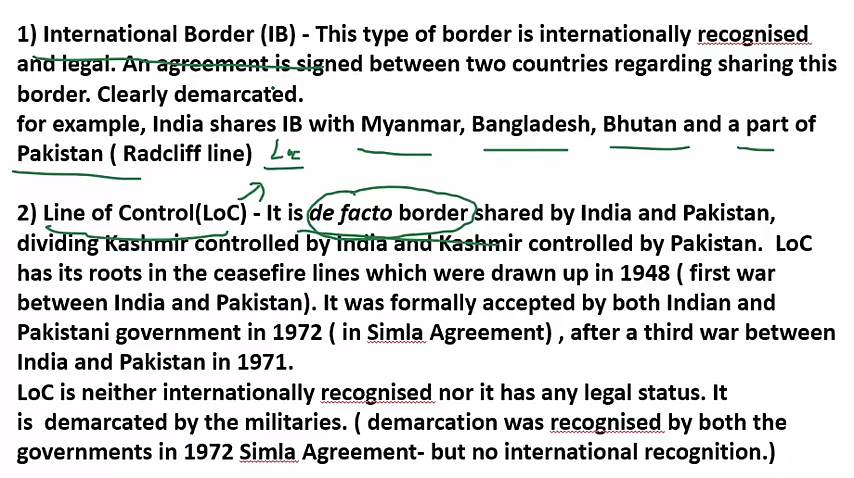 1) International Border (IB) - This type of border is internationally recognised
and legal. An agreement is signed between two countries regarding sharing this
border. Clearly demarcated.
for example, India shares IB with Myanmar, Bangladesh, Bhutan and a part of
Pakistan ( Radcliff line)
2) Line of Control(LoC) - It is de facto border shared by India and Pakistan,
dividing Kashmir controlled by India and Kashmir controlled by Pakistan. LoC
has its roots in the ceasefire lines which were drawn up in 1948 ( first war
between India and Pakistan). It was formally accepted by both Indian and
Pakistani government in 1972 ( in Simla Agreement) , after a third war between
India and Pakistan in 1971.
LoC is neither internationally recognised nor it has any legal status. It
is demarcated by the militaries. ( demarcation was recognised by both the
governments in 1972 Simla Agreement- but no international recognition.)